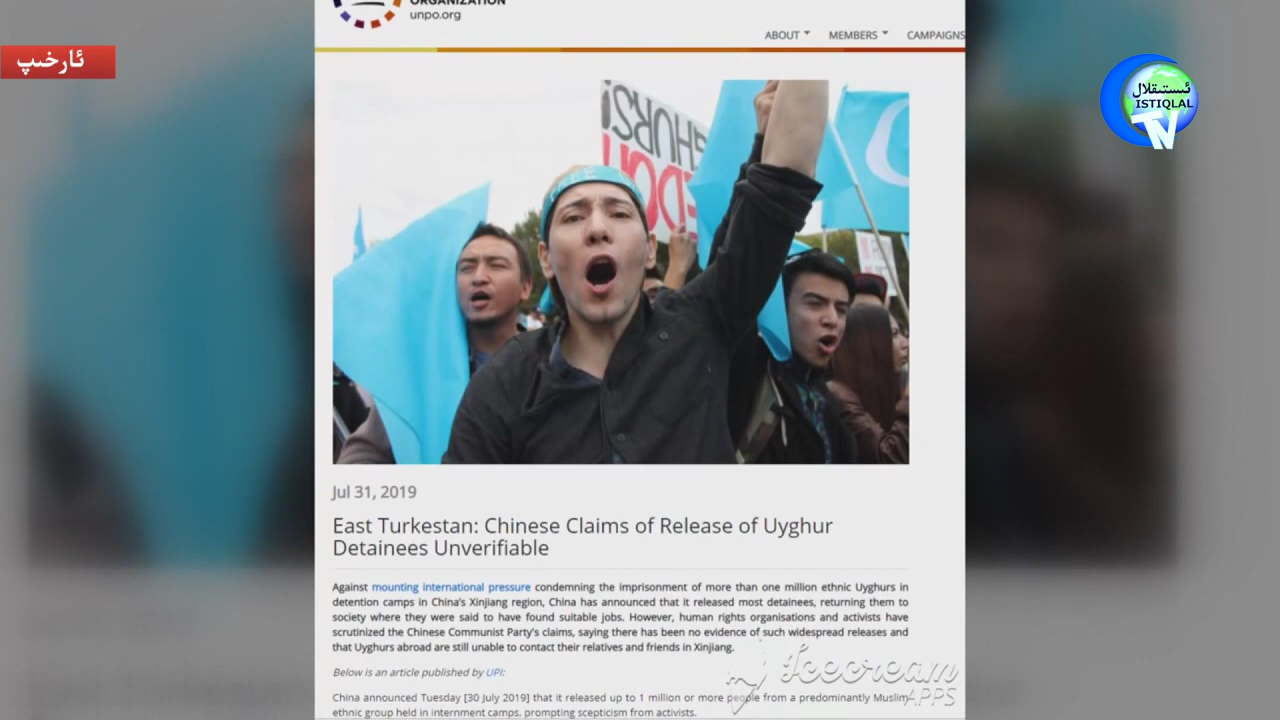 ORGANIZATION
unpo.org
ABOUT MEMBERS CAMPAIGNS
ئارخىپ
ئىستىقلال
ISTIQLAL
TV
Jul 31, 2019
East Turkestan: Chinese Claims of Release of Uyghur
Detainees Unverifiable
Against mounting international pressure condemning the imprisonment of more than one million ethnic Uyghurs in
detention camps in China's Xinjiang region, China has announced that it released most detainees, returning them to
society where they were said to have found suitable jobs. However, human rights organisations and activists have
scrutinized the Chinese Communist Party's claims, saying there has been no evidence of such widespread releases and
that Uyghurs abroad are still unable to contact their relatives and friends in Xinjiang.
Below is an article published by UPI:
China announced Tuesday [30 July 2019] that it released up to 1 million or more people from a predominantly Muslim
ethnic group held in internment camps, prompting scepticism from activists.
Icecream
APPS